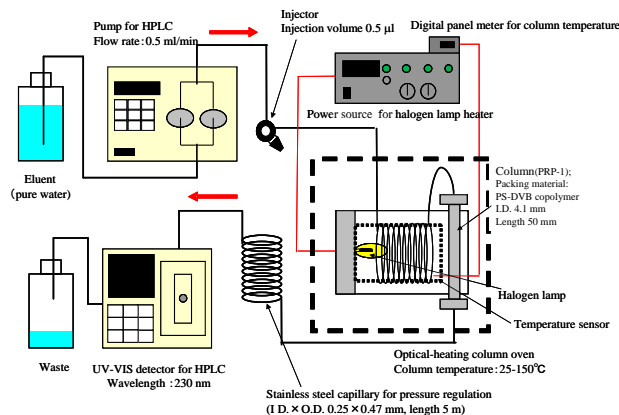 Pump for HPLC
Flow rate : 0.5 ml/min
Injector
Injection volume 0.5 μl
Digital panel meter for column temperature
Power source for halogen lamp heater
Eluent
(pure water)
Column(PRP-1);
Packing material:
PS-DVB copolymer
I.D. 4.1 mm
Length 50 mm
Halogen lamp
Temperature sensor
Optical-heating column oven
Column temperature : 25-150℃
Waste
UV-VIS detector for HPLC
Wavelength : 230 nm
Stainless steel capillary for pressure regulation
(I D. × O.D. 0.25 × 0.47 mm, length 5 m)